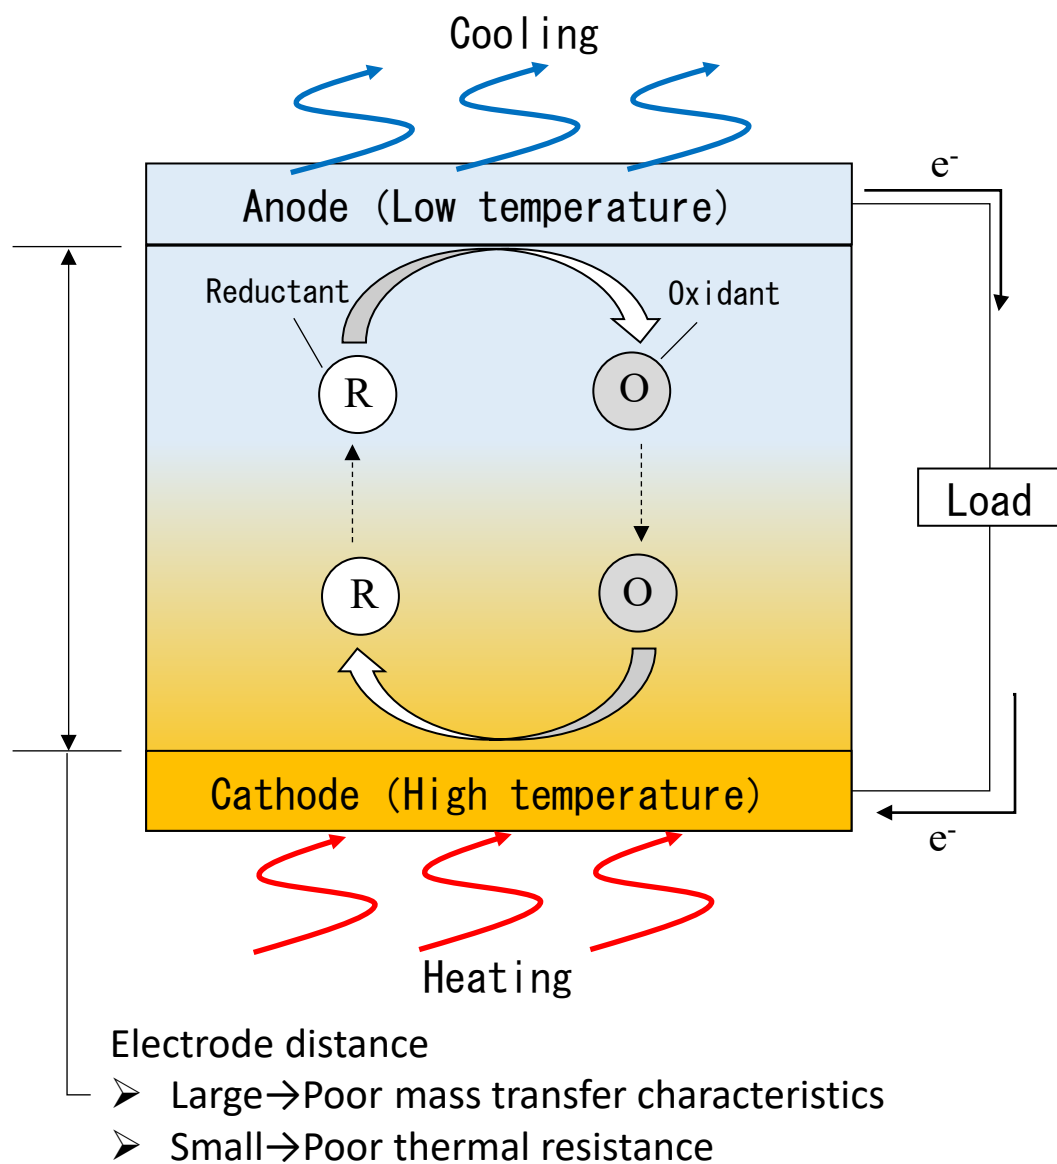 Cooling
e-
Anode (Low temperature)
Reductant
Oxidant
R
O
Load
R
O
Cathode (High temperature)
e-
Heating
Electrode distance
➢ Large→Poor mass transfer characteristics
➢ Small→Poor thermal resistance